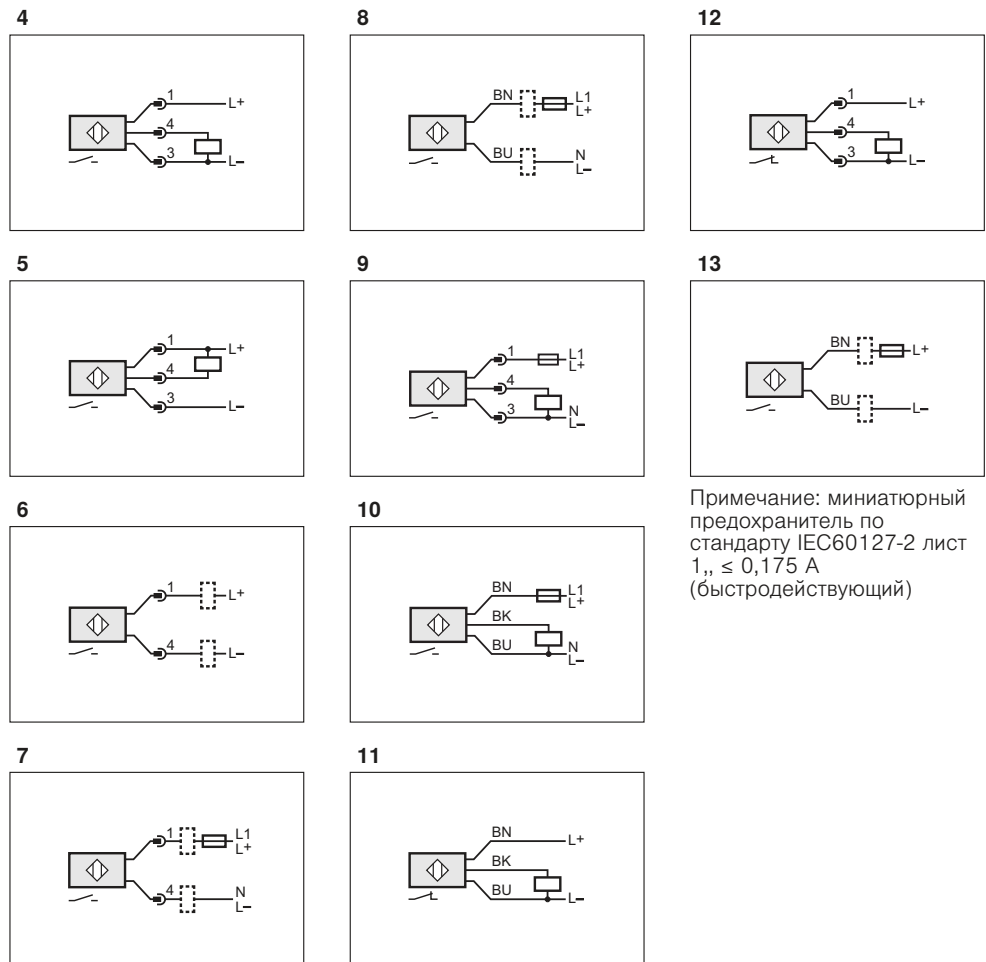 4
1
L+
4
3
L–
8
BN
L1
L+
BU
N
L–
12
1
L+
4
3
L–
5
1
L+
4
3
L–
9
1
L1
L+
4
3
N
L–
13
BN
L+
BU
L–
Примечание: миниатюрный
предохранитель по
стандарту IEC60127-2 лист
1,, ≤ 0,175 A
(быстродействующий)
6
1
L+
4
L–
10
BN
L1
L+
BK
BU
N
L–
7
1
L1
L+
4
N
L–
11
BN
L+
BK
BU
L–